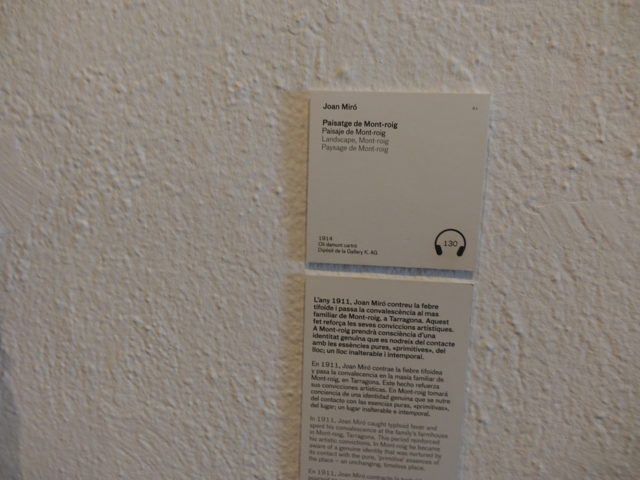 Joan Miró
Paisatge de Mont-roig
Paisaje de Mont-roig
Landscape, Mont-roig
Paysage de Mont-roig
1914
Oli damunt cartró
Dipòsit de la Gallery K. AG
130
L'any 1911, Joan Miró contreu la febre
tifoide i passa la convalescència al mas
familiar de Mont-roig, a Tarragona. Aquest
fet reforça les seves conviccions artístiques.
A Mont-roig prendrà consciència d'una
identitat genuïna que es nodreix del contacte
amb les essències pures, «primitives», del
lloc; un lloc inalterable i intemporal.
En 1911, Joan Miró contrae la fiebre tifoidea
y pasa la convalecencia en la masía familiar de
Mont-roig, en Tarragona. Este hecho refuerza
sus convicciones artísticas. En Mont-roig tomará
conciencia de una identidad genuina que se nutre
del contacto con las esencias puras, «primitivas»,
del lugar; un lugar inalterable e intemporal.
In 1911, Joan Miró caught typhoid fever and
spent his convalescence at the family's farmhouse
in Mont-roig, Tarragona. This period reinforced
his artistic convictions. In Mont-roig he became
aware of a genuine identity that was nurtured by
its contact with the pure, 'primitive' essences of
the place – an unchanging, timeless place.
En 1911, Joan Miró contracte la